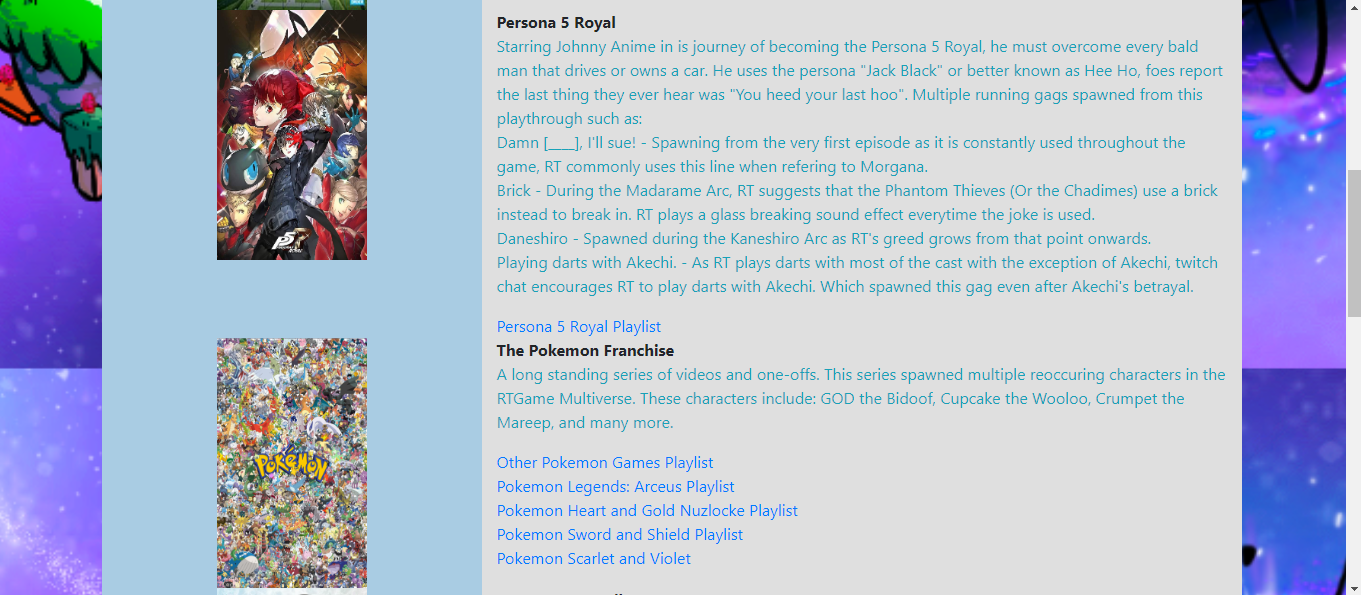 Persona 5 Royal
Starring Johnny Anime in is journey of becoming the Persona 5 Royal, he must overcome every bald
man that drives or owns a car. He uses the persona "Jack Black" or better known as Hee Ho, foes report
the last thing they ever hear was "You heed your last hoo". Multiple running gags spawned from this
playthrough such as:
Damn [____], I'll sue! - Spawning from the very first episode as it is constantly used throughout the
game, RT commonly uses this line when refering to Morgana.
Brick - During the Madarame Arc, RT suggests that the Phantom Thieves (Or the Chadimes) use a brick
instead to break in. RT plays a glass breaking sound effect everytime the joke is used.
Daneshiro - Spawned during the Kaneshiro Arc as RT's greed grows from that point onwards.
Playing darts with Akechi. - As RT plays darts with most of the cast with the exception of Akechi, twitch
chat encourages RT to play darts with Akechi. Which spawned this gag even after Akechi's betrayal.
P5
Persona 5 Royal Playlist
The Pokemon Franchise
A long standing series of videos and one-offs. This series spawned multiple reoccuring characters in the
RTGame Multiverse. These characters include: GOD the Bidoof, Cupcake the Wooloo, Crumpet the
Mareep, and many more.
POKéMON
Other Pokemon Games Playlist
Pokemon Legends: Arceus Playlist
Pokemon Heart and Gold Nuzlocke Playlist
Pokemon Sword and Shield Playlist
Pokemon Scarlet and Violet